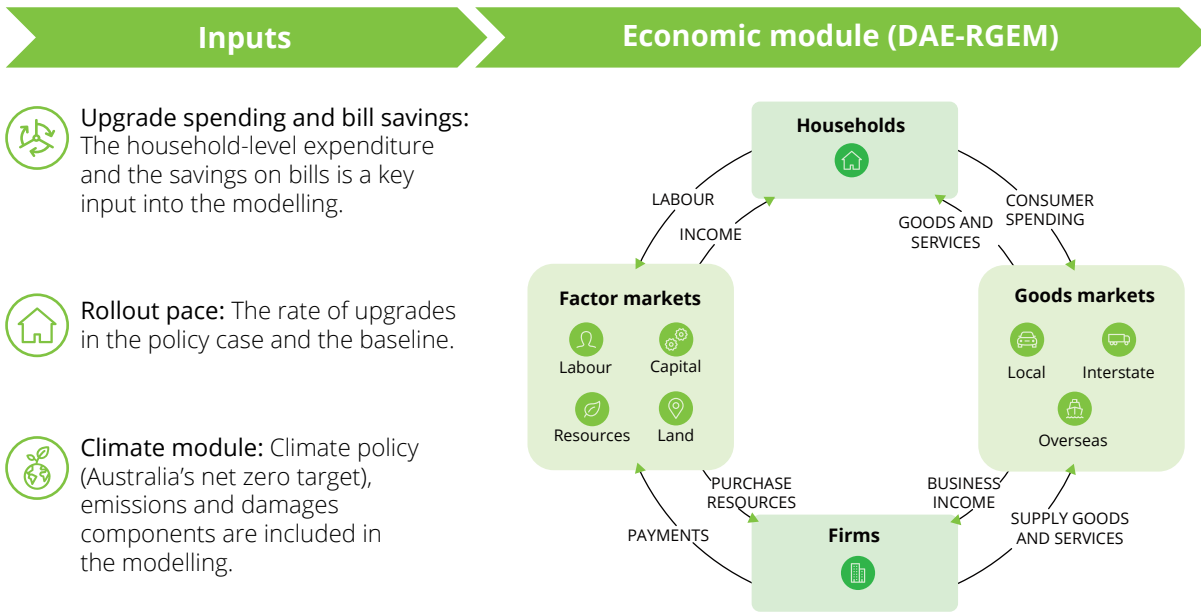 Inputs
Economic module (DAE-RGEM)
Upgrade spending and bill savings:
The household-level expenditure
and the savings on bills is a key
input into the modelling.
Rollout pace: The rate of upgrades
in the policy case and the baseline.
Climate module: Climate policy
(Australia’s net zero target),
emissions and damages
components are included in
the modelling.
Households
LABOUR
INCOME
GOODS AND
SERVICES
CONSUMER
SPENDING
Factor markets
Labour
Capital
Resources
Land
Goods markets
Local
Interstate
Overseas
PURCHASE
RESOURCES
PAYMENTS
BUSINESS
INCOME
SUPPLY GOODS
AND SERVICES
Firms